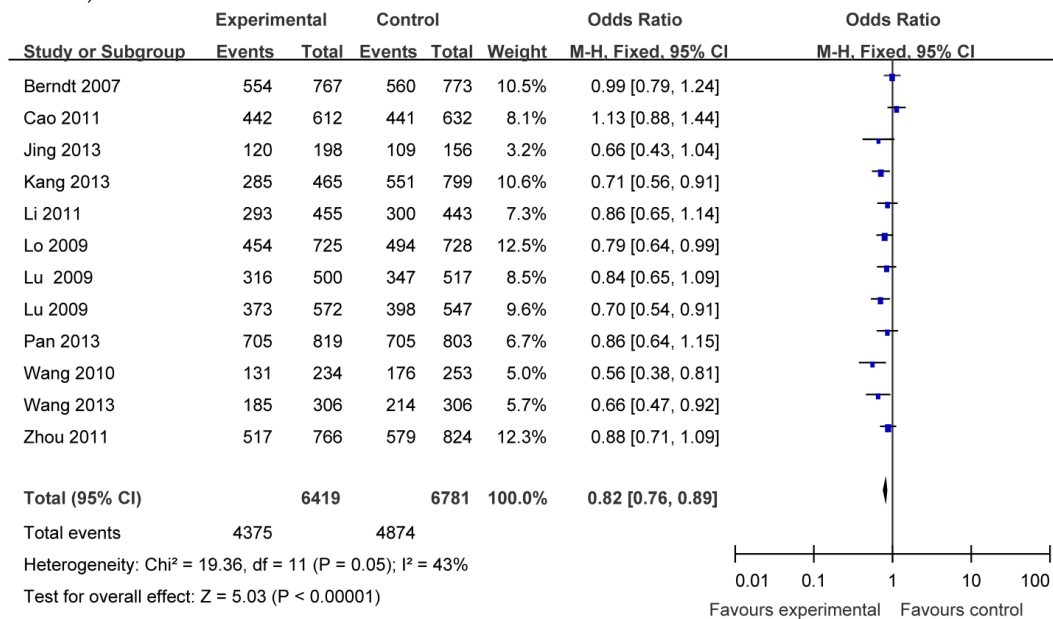 Experimental Control Odds Ratio Odds Ratio
Study or Subgroup Events Total Events Total Weight M-H, Fixed, 95% CI M-H, Fixed, 95% CI
Berndt 2007 554 767 560 773 10.5% 0.99 [0.79, 1.24]
Cao 2011 442 612 441 632 8.1% 1.13 [0.88, 1.44]
Jing 2013 120 198 109 156 3.2% 0.66 [0.43, 1.04]
Kang 2013 285 465 551 799 10.6% 0.71 [0.56, 0.91]
Li 2011 293 455 300 443 7.3% 0.86 [0.65, 1.14]
Lo 2009 454 725 494 728 12.5% 0.79 [0.64, 0.99]
Lu 2009 316 500 347 517 8.5% 0.84 [0.65, 1.09]
Lu 2009 373 572 398 547 9.6% 0.70 [0.54, 0.91]
Pan 2013 705 819 705 803 6.7% 0.86 [0.64, 1.15]
Wang 2010 131 234 176 253 5.0% 0.56 [0.38, 0.81]
Wang 2013 185 306 214 306 5.7% 0.66 [0.47, 0.92]
Zhou 2011 517 766 579 824 12.3% 0.88 [0.71, 1.09]
Total (95% CI) 6419 6781 100.0% 0.82 [0.76, 0.89]
Total events 4375 4874
Heterogeneity: Chi² = 19.36, df = 11 (P = 0.05); I² = 43%
Test for overall effect: Z = 5.03 (P < 0.00001)
0.01 0.1 1 10 100
Favours experimental Favours control